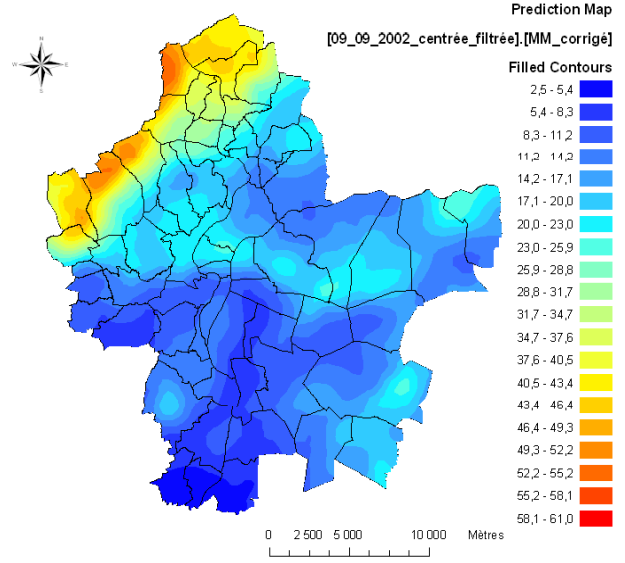 Prediction Map
[09_09_2002_centrée_filtrée].[MM_corrigé]
Filled Contours
2,5 - 5,4
5,4 - 8,3
8,3 - 11,2
11,2 - 14,2
14,2 - 17,1
17,1 - 20,0
20,0 - 23,0
23,0 - 25,9
25,9 - 28,8
28,8 - 31,7
31,7 - 34,7
34,7 - 37,6
37,6 - 40,5
40,5 - 43,4
43,4 - 46,4
46,4 - 49,3
49,3 - 52,2
52,2 - 55,2
55,2 - 58,1
58,1 - 61,0
N
W E
S
0 2 500 5 000 10 000 Mètres